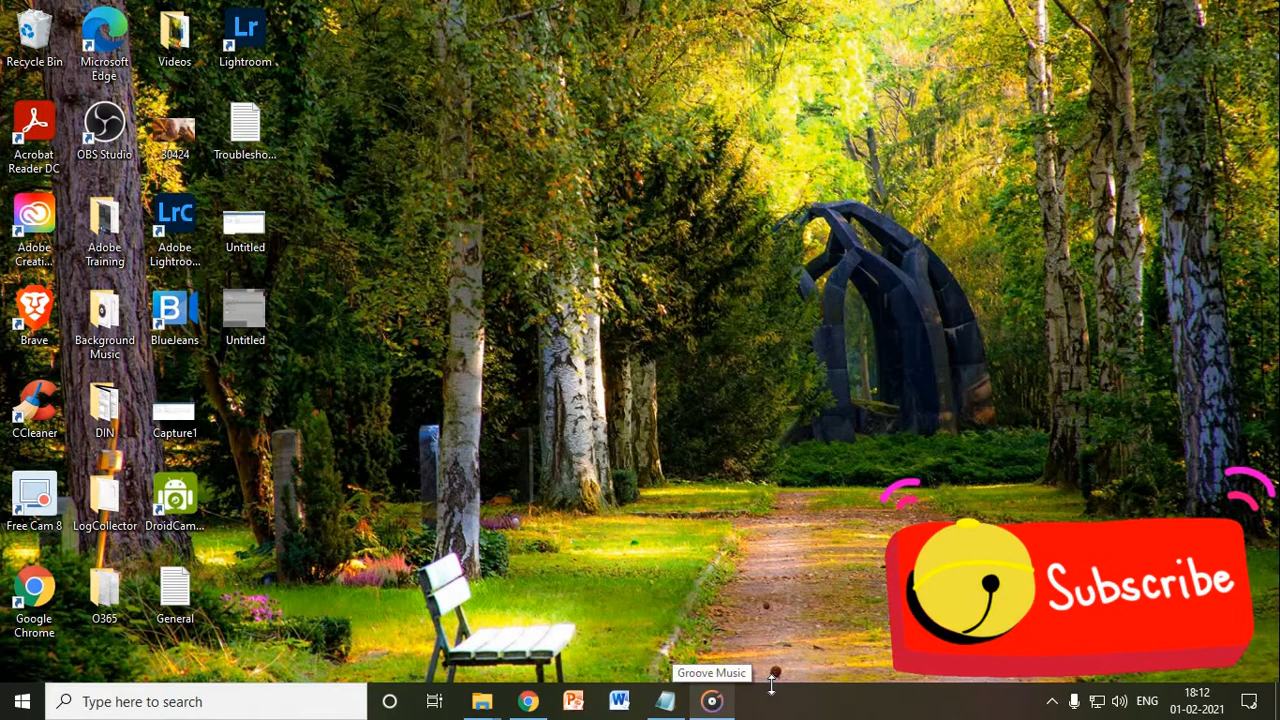 Recycle Bin
Microsoft
Edge
Videos
Lr
Lightroom
Acrobat
Reader DC
OBS Studio
30424
Troublesho...
Adobe
Creati...
Adobe
Training
LrC
Adobe
Lightroo...
Untitled
Brave
Background
Music
B
BlueJeans
Untitled
CCleaner
DIN
Capture1
Free Cam 8
LogCollector
DroidCam...
Google
Chrome
O365
General
Subscribe
Groove Music
Type here to search
P
W
ENG
18:12
01-02-2021